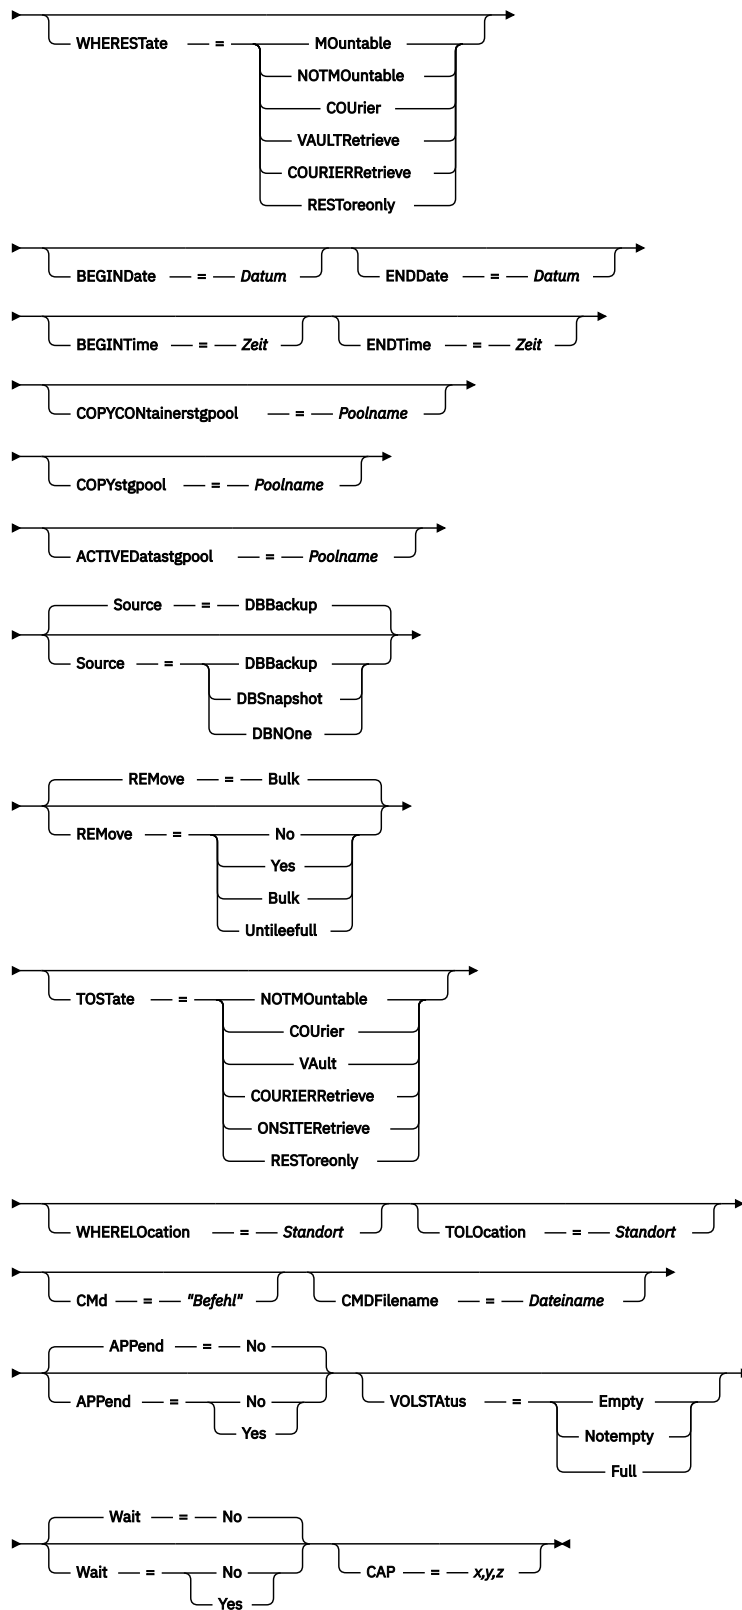 WHERESTate = MOuntable
NOTMOuntable
COUrier
VAULTRetrieve
COURIERRetrieve
RESToreonly
BEGINDate = Datum ENDDate = Datum
BEGINTime = Zeit ENDTime = Zeit
COPYCONtainerstgpool = Poolname
COPYstgpool = Poolname
ACTIVEDatastgpool = Poolname
Source = DBBackup
Source = DBBackup
DBSnapshot
DBNOne
REMove = Bulk
REMove = No
Yes
Bulk
Untileefull
TOSTate = NOTMOuntable
COUrier
VAult
COURIERRetrieve
ONSITERetrieve
RESToreonly
WHERELOcation = Standort TOLOcation = Standort
CMd = "Befehl" CMDFilename = Dateiname
APPend = No
APPend = No VOLSTAtus = Empty
Yes Notempty
Full
Wait = No
Wait = No CAP = x,y,z
Yes